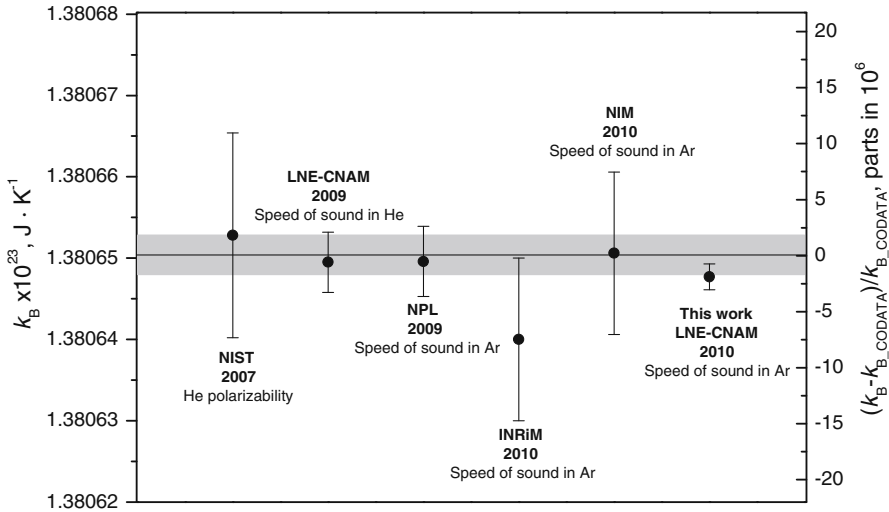 1.38068
1.38067
1.38066
1.38065
1.38064
1.38063
1.38062
k_B x10^23, J · K^-1
NIST
2007
He polarizability
LNE-CNAM
2009
Speed of sound in He
NPL
2009
Speed of sound in Ar
INRiM
2010
Speed of sound in Ar
NIM
2010
Speed of sound in Ar
This work
LNE-CNAM
2010
Speed of sound in Ar
20
15
10
5
0
-5
-10
-15
-20
(k_B-k_B_CODATA)/k_B_CODATA, parts in 10^6